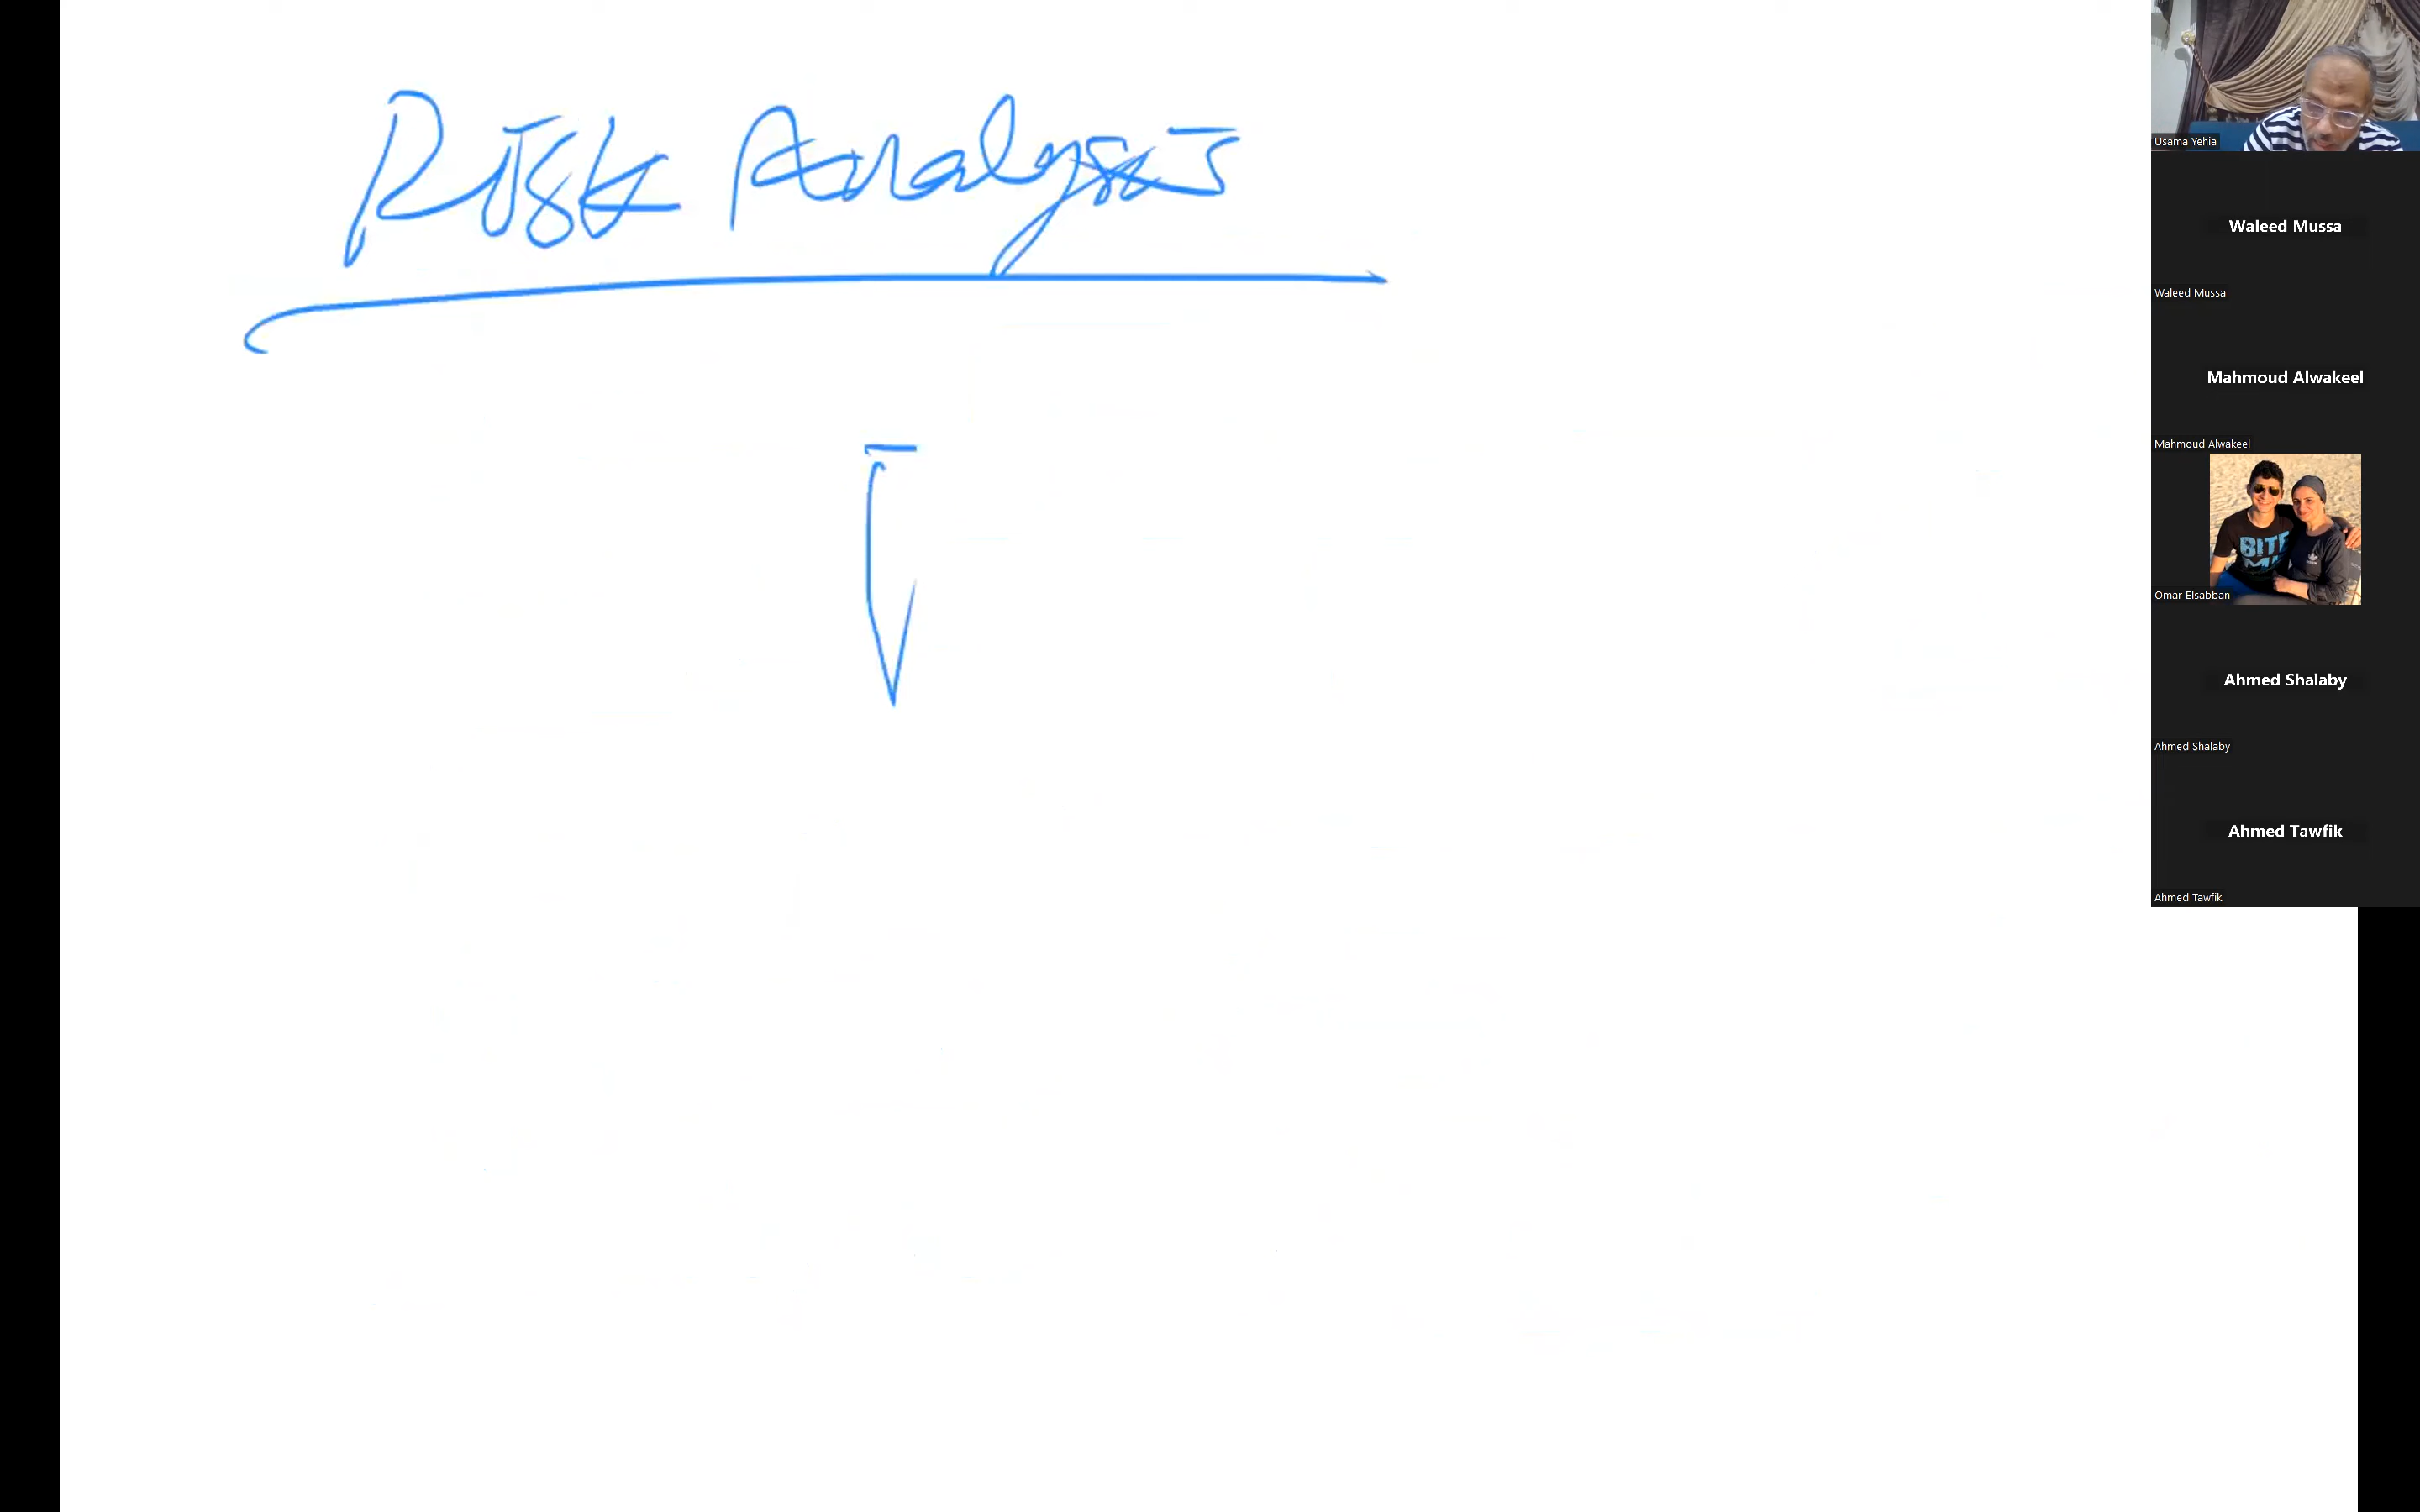 Risk Analysis
Usama Yehia
Waleed Mussa
Waleed Mussa
Mahmoud Alwakeel
Mahmoud Alwakeel
BITE
Omar Elsabban
Ahmed Shalaby
Ahmed Shalaby
Ahmed Tawfik
Ahmed Tawfik